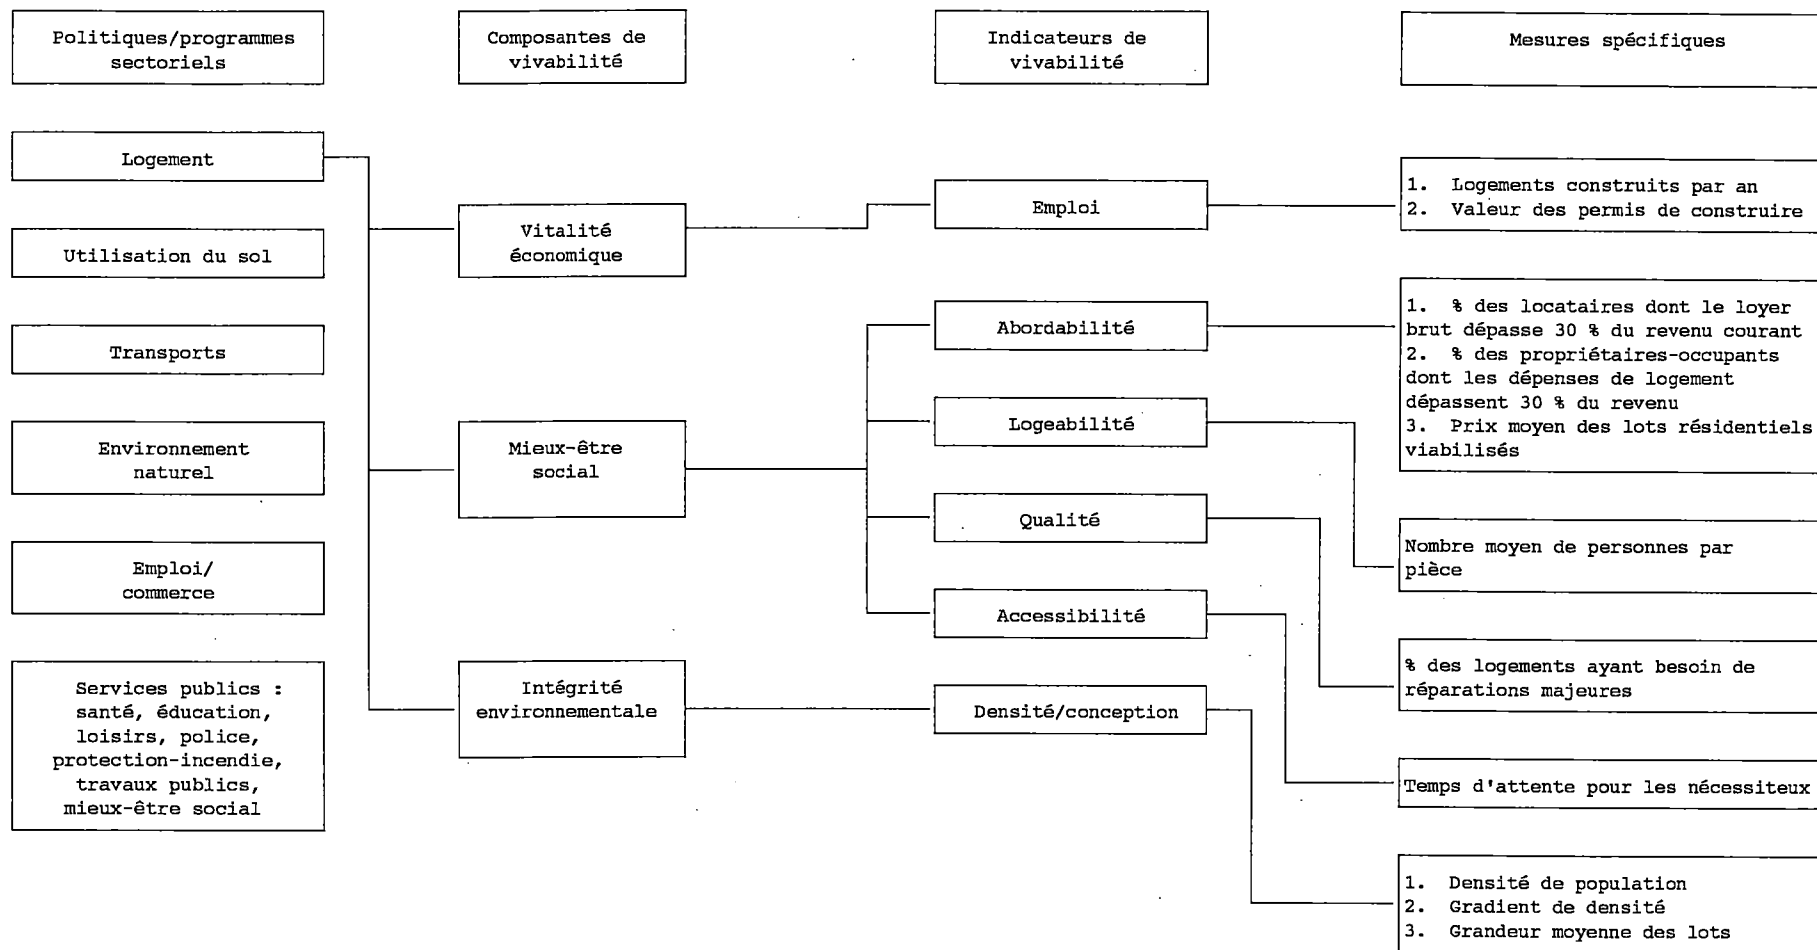 Politiques/programmes
sectoriels
Composantes de
vivabilité
Indicateurs de
vivabilité
Mesures spécifiques
Logement
Utilisation du sol
Transports
Environnement
naturel
Emploi/
commerce
Services publics :
santé, éducation,
loisirs, police,
protection-incendie,
travaux publics,
mieux-être social
Vitalité
économique
Mieux-être
social
Intégrité
environnementale
Emploi
Abordabilité
Logeabilité
Qualité
Accessibilité
Densité/conception
1. Logements construits par an
2. Valeur des permis de construire
1. % des locataires dont le loyer
brut dépasse 30 % du revenu courant
2. % des propriétaires-occupants
dont les dépenses de logement
dépassent 30 % du revenu
3. Prix moyen des lots résidentiels
viabilisés
Nombre moyen de personnes par
pièce
% des logements ayant besoin de
réparations majeures
Temps d'attente pour les nécessiteux
1. Densité de population
2. Gradient de densité
3. Grandeur moyenne des lots